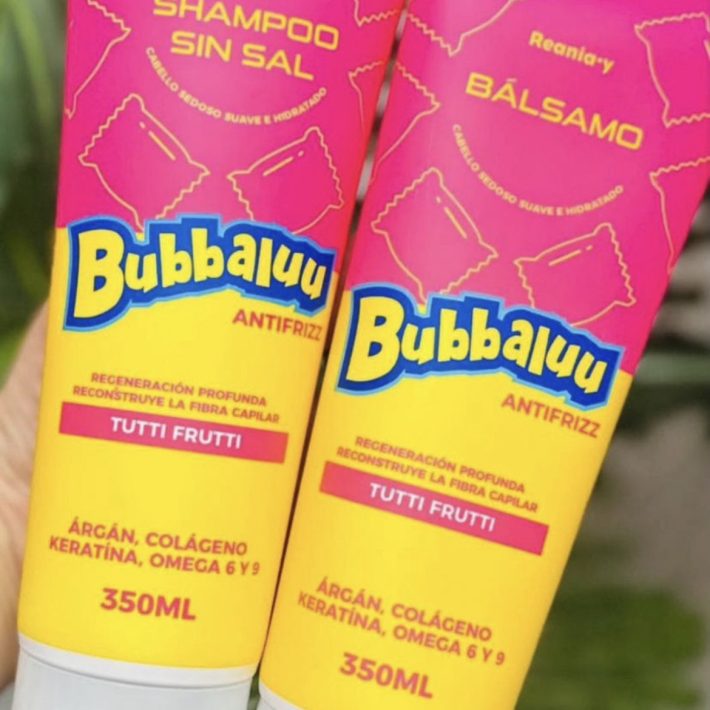 SHAMPOO
SIN SAL
CABELLO SEDOSO SUAVE E HIDRATADO
Bubbaluu
ANTIFRIZZ
REGENERACIÓN PROFUNDA
RECONSTRUYE LA FIBRA CAPILAR
TUTTI FRUTTI
ÁRGÁN, COLÁGENO
KERATÍNA, OMEGA 6 Y 9
350ML
Reania·y
BÁLSAMO
CABELLO SEDOSO SUAVE E HIDRATADO
Bubbaluu
ANTIFRIZZ
REGENERACIÓN PROFUNDA
RECONSTRUYE LA FIBRA CAPILAR
TUTTI FRUTTI
ÁRGÁN, COLÁGENO
KERATÍNA, OMEGA 6 Y 9
350ML